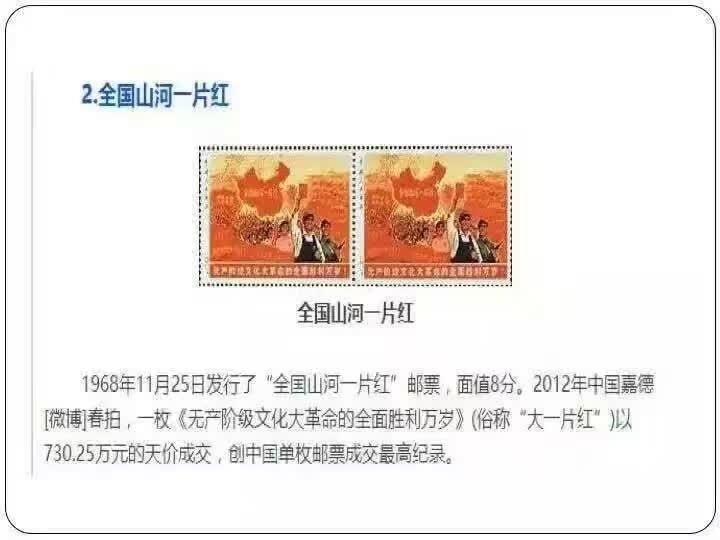 2.全国山河一片红
无产阶级文化大革命的全面胜利万岁！
无产阶级文化大革命的全面胜利万岁！
全国山河一片红
1968年11月25日发行了“全国山河一片红”邮票，面值8分。2012年中国嘉德
[微博]春拍，一枚《无产阶级文化大革命的全面胜利万岁》(俗称“大一片红”)以
730.25万元的天价成交，创中国单枚邮票成交最高纪录。